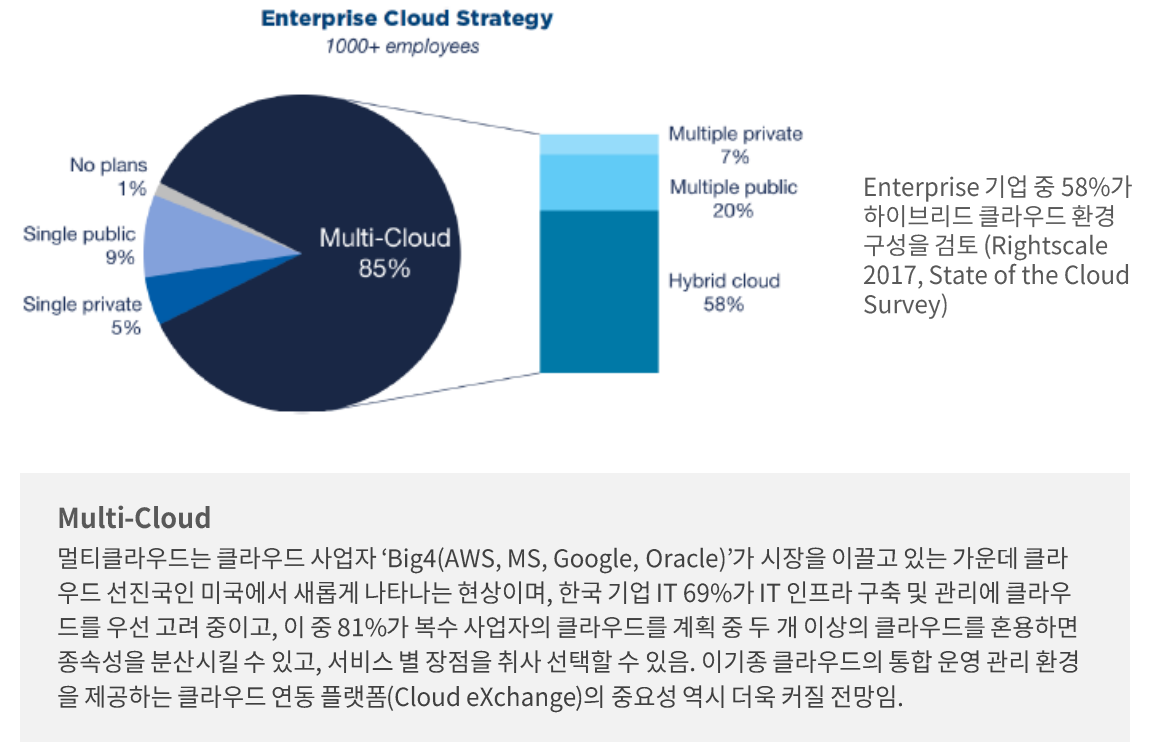 Enterprise Cloud Strategy
1000+ employees
No plans
1%
Single public
9%
Single private
5%
Multi-Cloud
85%
Multiple private
7%
Multiple public
20%
Hybrid cloud
58%
Enterprise 기업 중 58%가
하이브리드 클라우드 환경
구성을 검토 (Rightscale
2017, State of the Cloud
Survey)
Multi-Cloud
멀티클라우드는 클라우드 사업자 ‘Big4(AWS, MS, Google, Oracle)’가 시장을 이끌고 있는 가운데 클라
우드 선진국인 미국에서 새롭게 나타나는 현상이며, 한국 기업 IT 69%가 IT 인프라 구축 및 관리에 클라우
드를 우선 고려 중이고, 이 중 81%가 복수 사업자의 클라우드를 계획 중 두 개 이상의 클라우드를 혼용하면
종속성을 분산시킬 수 있고, 서비스 별 장점을 취사 선택할 수 있음. 이기종 클라우드의 통합 운영 관리 환경
을 제공하는 클라우드 연동 플랫폼(Cloud eXchange)의 중요성 역시 더욱 커질 전망임.